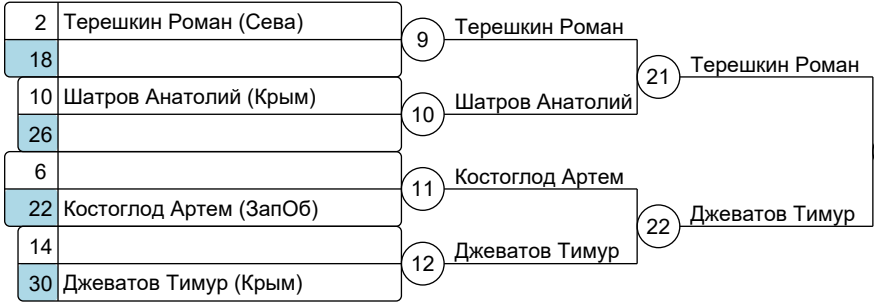 2 Терешкин Роман (Сева)
18
9 Терешкин Роман
10 Шатров Анатолий (Крым)
26
10 Шатров Анатолий
21 Терешкин Роман
6
22 Костоглод Артем (ЗапОб)
11 Костоглод Артем
14
30 Джеватов Тимур (Крым)
12 Джеватов Тимур
22 Джеватов Тимур